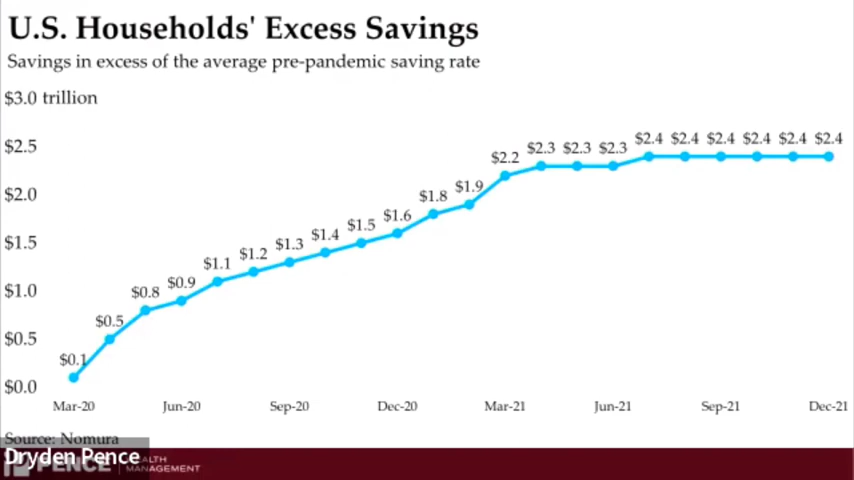 U.S. Households' Excess Savings
Savings in excess of the average pre-pandemic saving rate
$3.0 trillion
$2.5
$2.0
$1.5
$1.0
$0.5
$0.0
$0.1
$0.5
$0.8
$0.9
$1.1
$1.2
$1.3
$1.4
$1.5
$1.6
$1.8
$1.9
$2.2
$2.3
$2.3
$2.3
$2.4
$2.4
$2.4
$2.4
$2.4
$2.4
Mar-20
Jun-20
Sep-20
Dec-20
Mar-21
Jun-21
Sep-21
Dec-21
Source: Nomura
Dryden Pence
PENCE
MANAGEMENT